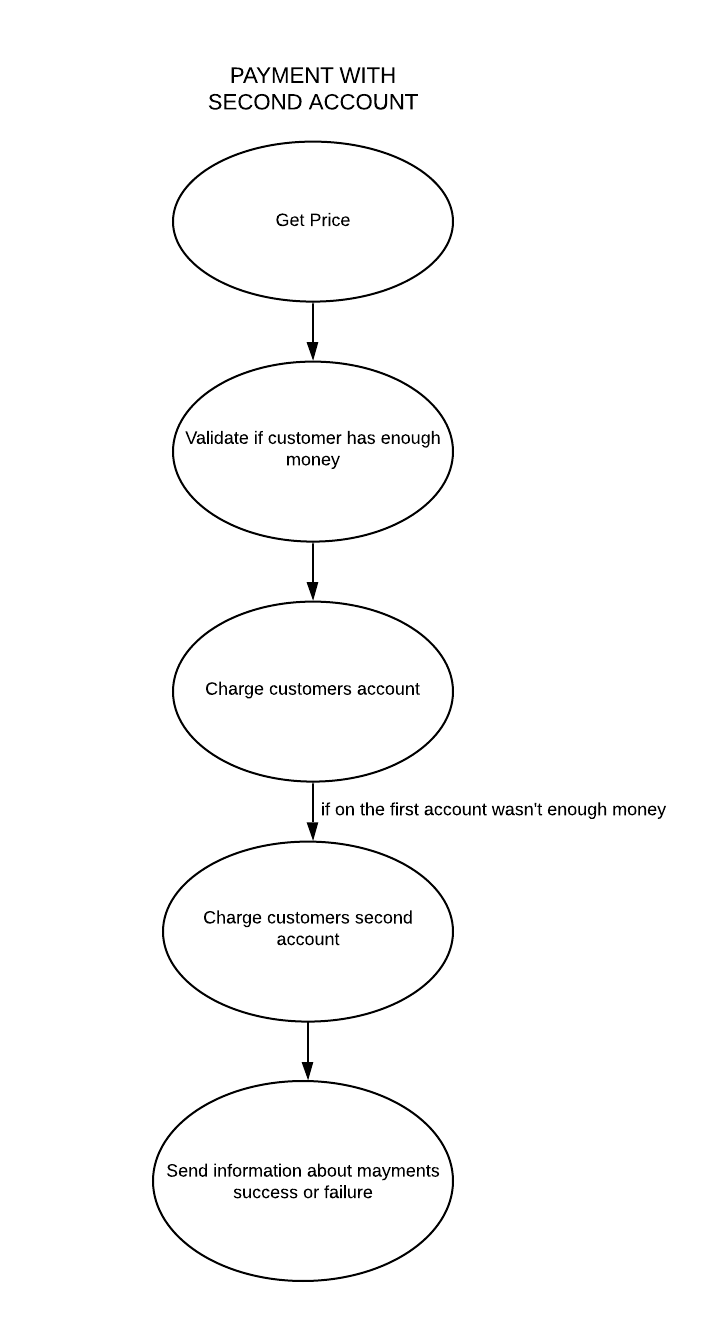 PAYMENT WITH
SECOND ACCOUNT
Get Price
Validate if customer has enough
money
Charge customers account
if on the first account wasn't enough money
Charge customers second
account
Send information about mayments
success or failure